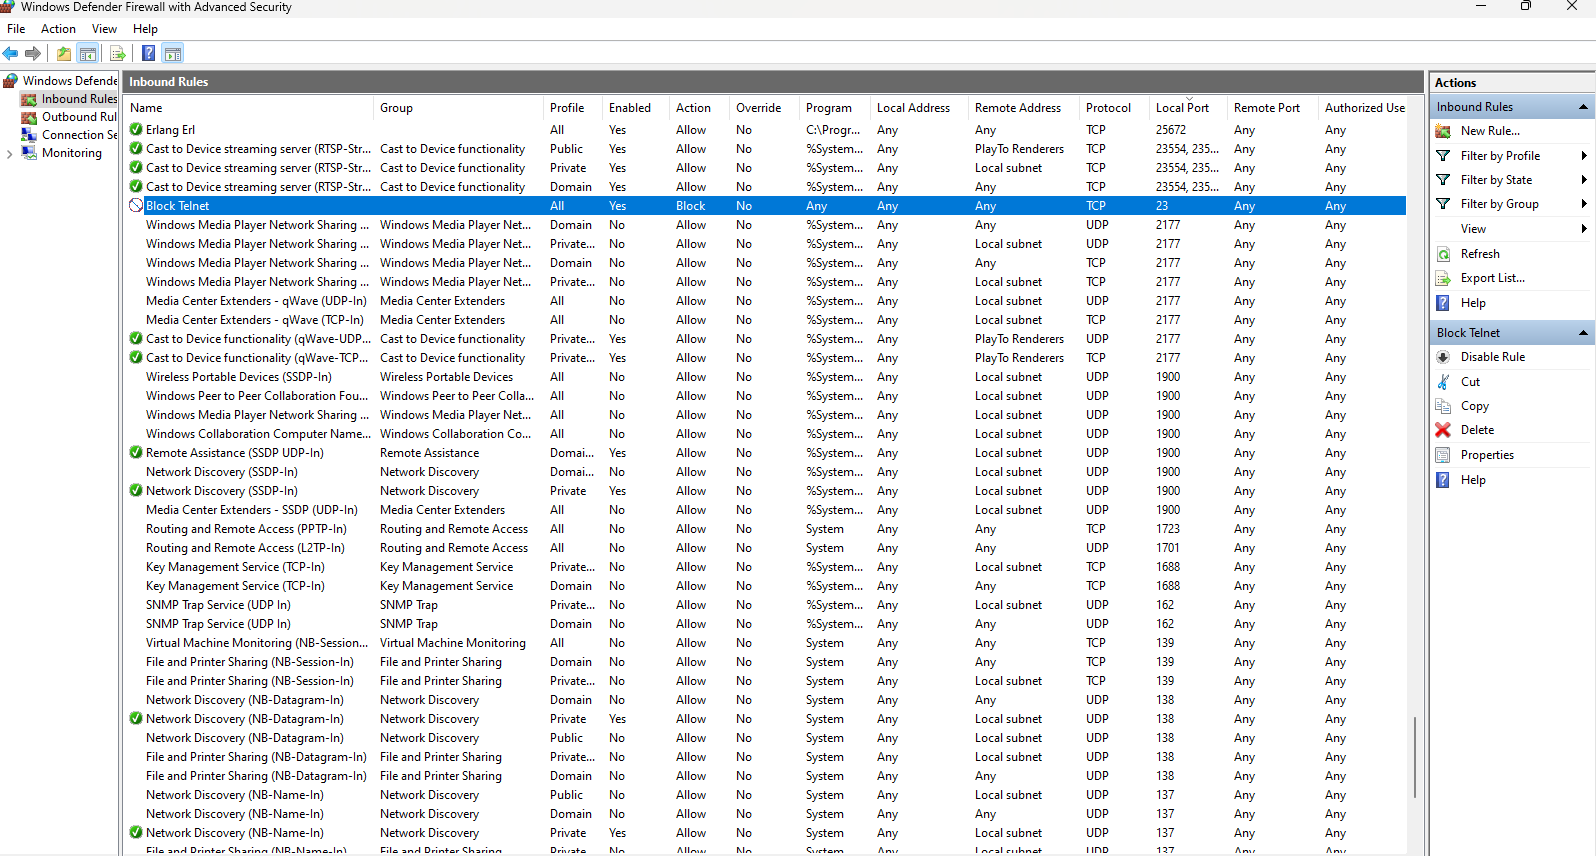 Windows Defender Firewall with Advanced Security
File Action View Help
Windows Defende
Inbound Rules
Outbound Rul
Connection Se
Monitoring
Inbound Rules
Name Group Profile Enabled Action Override Program Local Address Remote Address Protocol Local Port Remote Port Authorized Use
Erlang Erl All Yes Allow No C:\Progr... Any Any TCP 25672 Any Any
Cast to Device streaming server (RTSP-Str... Cast to Device functionality Public Yes Allow No %System... Any PlayTo Renderers TCP 23554, 235... Any Any
Cast to Device streaming server (RTSP-Str... Cast to Device functionality Private Yes Allow No %System... Any Local subnet TCP 23554, 235... Any Any
Cast to Device streaming server (RTSP-Str... Cast to Device functionality Domain Yes Allow No %System... Any Any TCP 23554, 235... Any Any
Block Telnet All Yes Block No Any Any Any TCP 23 Any Any
Windows Media Player Network Sharing ... Windows Media Player Net... Domain No Allow No %System... Any Any UDP 2177 Any Any
Windows Media Player Network Sharing ... Windows Media Player Net... Private... No Allow No %System... Any Local subnet UDP 2177 Any Any
Windows Media Player Network Sharing ... Windows Media Player Net... Domain No Allow No %System... Any Any TCP 2177 Any Any
Windows Media Player Network Sharing ... Windows Media Player Net... Private... No Allow No %System... Any Local subnet TCP 2177 Any Any
Media Center Extenders - qWave (UDP-In) Media Center Extenders All No Allow No %System... Any Local subnet UDP 2177 Any Any
Media Center Extenders - qWave (TCP-In) Media Center Extenders All No Allow No %System... Any Local subnet TCP 2177 Any Any
Cast to Device functionality (qWave-UDP... Cast to Device functionality Private... Yes Allow No %System... Any PlayTo Renderers UDP 2177 Any Any
Cast to Device functionality (qWave-TCP... Cast to Device functionality Private... Yes Allow No %System... Any PlayTo Renderers TCP 2177 Any Any
Wireless Portable Devices (SSDP-In) Wireless Portable Devices All No Allow No %System... Any Local subnet UDP 1900 Any Any
Windows Peer to Peer Collaboration Fou... Windows Peer to Peer Colla... All No Allow No %System... Any Local subnet UDP 1900 Any Any
Windows Media Player Network Sharing ... Windows Media Player Net... All No Allow No %System... Any Local subnet UDP 1900 Any Any
Windows Collaboration Computer Name... Windows Collaboration Co... All No Allow No %System... Any Local subnet UDP 1900 Any Any
Remote Assistance (SSDP UDP-In) Remote Assistance Domai... Yes Allow No %System... Any Local subnet UDP 1900 Any Any
Network Discovery (SSDP-In) Network Discovery Domai... No Allow No %System... Any Local subnet UDP 1900 Any Any
Network Discovery (SSDP-In) Network Discovery Private Yes Allow No %System... Any Local subnet UDP 1900 Any Any
Media Center Extenders - SSDP (UDP-In) Media Center Extenders All No Allow No %System... Any Local subnet UDP 1900 Any Any
Routing and Remote Access (PPTP-In) Routing and Remote Access All No Allow No System Any Any TCP 1723 Any Any
Routing and Remote Access (L2TP-In) Routing and Remote Access All No Allow No System Any Any UDP 1701 Any Any
Key Management Service (TCP-In) Key Management Service Private... No Allow No %System... Any Local subnet TCP 1688 Any Any
Key Management Service (TCP-In) Key Management Service Domain No Allow No %System... Any Any TCP 1688 Any Any
SNMP Trap Service (UDP In) SNMP Trap Private... No Allow No %System... Any Local subnet UDP 162 Any Any
SNMP Trap Service (UDP In) SNMP Trap Domain No Allow No %System... Any Any UDP 162 Any Any
Virtual Machine Monitoring (NB-Session... Virtual Machine Monitoring All No Allow No System Any Any TCP 139 Any Any
File and Printer Sharing (NB-Session-In) File and Printer Sharing Domain No Allow No System Any Any TCP 139 Any Any
File and Printer Sharing (NB-Session-In) File and Printer Sharing Private... No Allow No System Any Local subnet TCP 139 Any Any
Network Discovery (NB-Datagram-In) Network Discovery Domain No Allow No System Any Any UDP 138 Any Any
Network Discovery (NB-Datagram-In) Network Discovery Private Yes Allow No System Any Local subnet UDP 138 Any Any
Network Discovery (NB-Datagram-In) Network Discovery Public No Allow No System Any Local subnet UDP 138 Any Any
File and Printer Sharing (NB-Datagram-In) File and Printer Sharing Private... No Allow No System Any Local subnet UDP 138 Any Any
File and Printer Sharing (NB-Datagram-In) File and Printer Sharing Domain No Allow No System Any Any UDP 138 Any Any
Network Discovery (NB-Name-In) Network Discovery Public No Allow No System Any Local subnet UDP 137 Any Any
Network Discovery (NB-Name-In) Network Discovery Domain No Allow No System Any Any UDP 137 Any Any
Network Discovery (NB-Name-In) Network Discovery Private Yes Allow No System Any Local subnet UDP 137 Any Any
File and Printer Sharing (NB-Name-In) File and Printer Sharing Private... No Allow No System Any Local subnet UDP 137 Any Any
Actions
Inbound Rules
New Rule...
Filter by Profile
Filter by State
Filter by Group
View
Refresh
Export List...
Help
Block Telnet
Disable Rule
Cut
Copy
Delete
Properties
Help